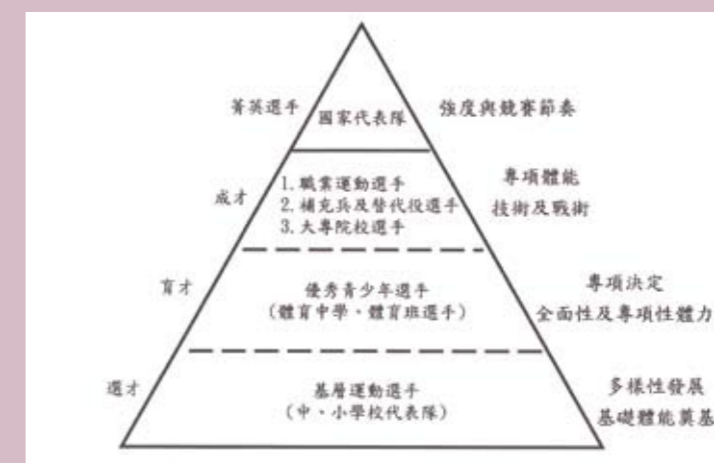 菁英選手
國家代表隊
強度與競賽節奏
成才
1.職業運動選手
2.補充兵及替代役選手
3.大專院校選手
專項體能
技術及戰術
育才
優秀青少年選手
(體育中學、體育班選手)
專項決定
全面性及專項性體力
選才
基層運動選手
(中、小學校代表隊)
多樣性發展
基礎體能奠基